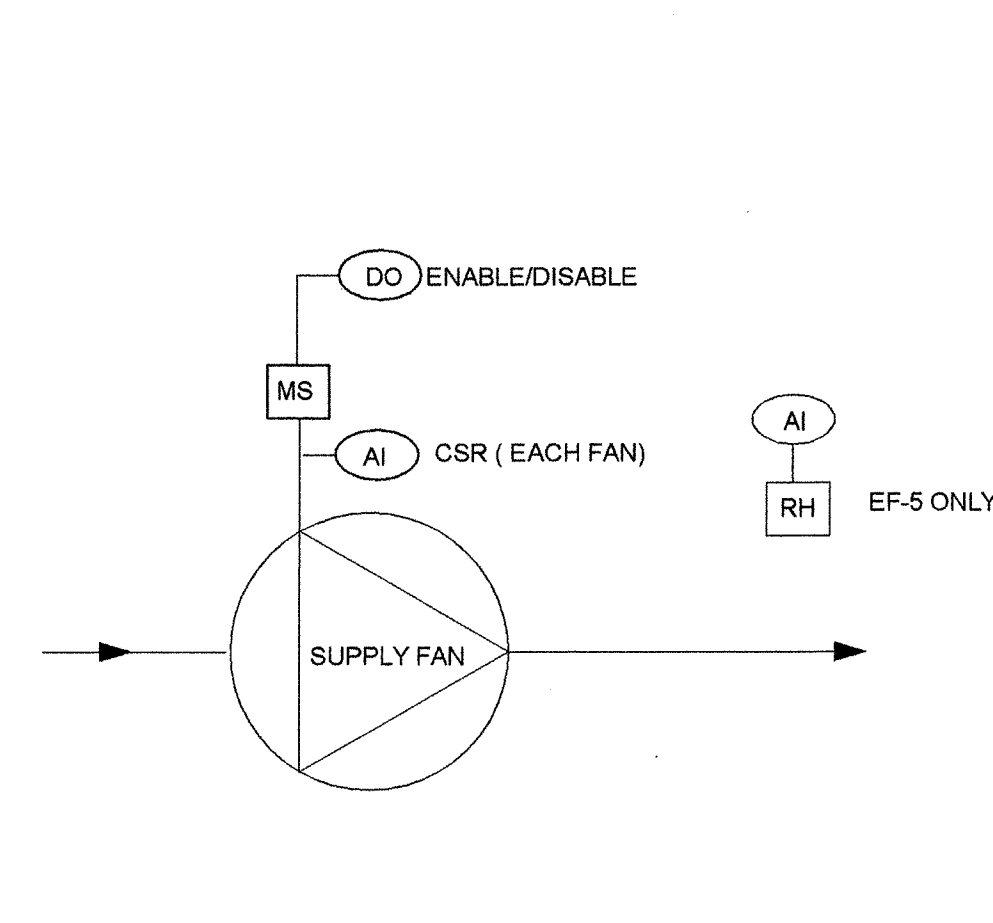 DO ENABLE/DISABLE
MS
AI
AI CSR ( EACH FAN)
RH EF-5 ONLY
SUPPLY FAN